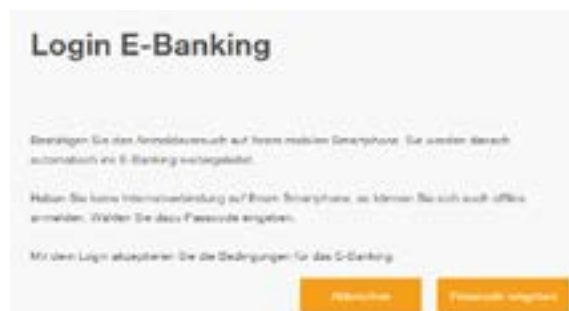 Login E-Banking
Bestätigen Sie den Anmeldeversuch auf Ihrem mobilen Smartphone. Sie werden danach
automatisch ins E-Banking weitergeleitet.
Haben Sie keine Internetverbindung auf Ihrem Smartphone, so können Sie sich auch offline
anmelden. Wählen Sie dazu Passcode eingeben.
Mit dem Login akzeptieren Sie die Bedingungen für das E-Banking.
Abbrechen
Passcode eingeben